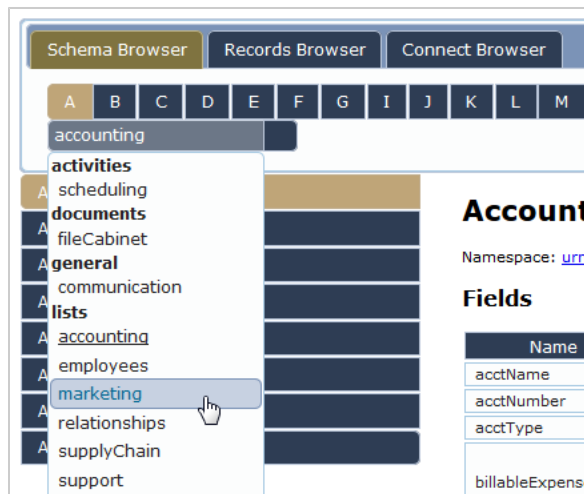 Schema Browser Records Browser Connect Browser
A B C D E F G I J K L M
accounting
activities
scheduling
documents
fileCabinet
general
communication
lists
accounting
employees
marketing
relationships
supplyChain
support
A
A
A
A
A
A
A
A
Account
Namespace: urn
Fields
Name
acctName
acctNumber
acctType
billableExpens